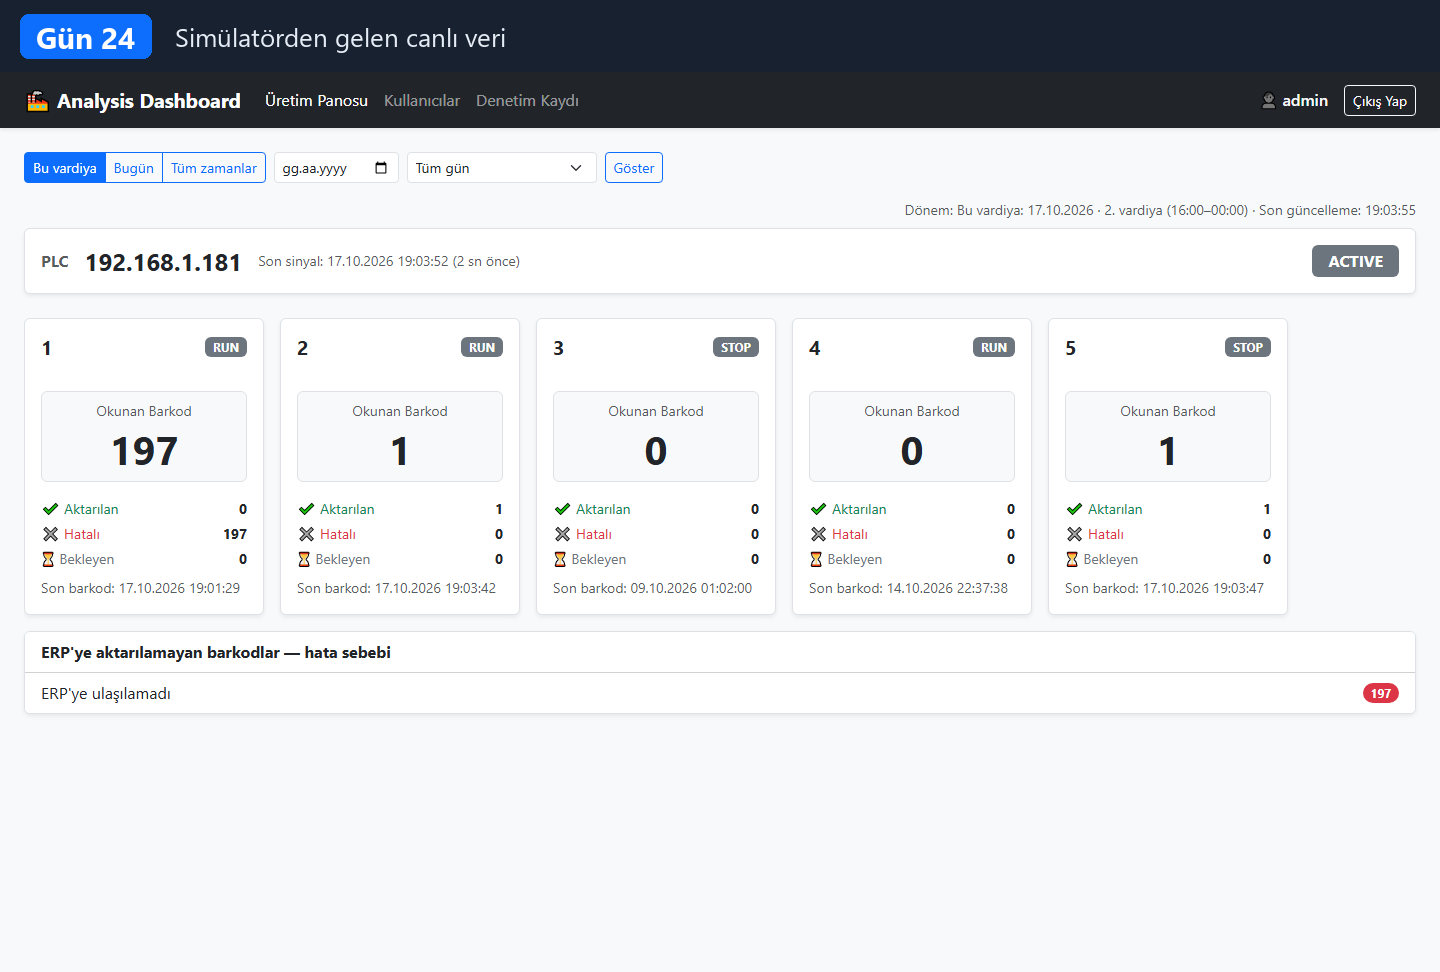 Gün 24 Simülatörden gelen canlı veri
Analysis Dashboard Üretim Panosu Kullanıcılar Denetim Kaydı admin Çıkış Yap
Bu vardiya Bugün Tüm zamanlar gg.aa.yyyy Tüm gün Göster
Dönem: Bu vardiya: 17.10.2026 · 2. vardiya (16:00–00:00) · Son güncelleme: 19:03:55
PLC 192.168.1.181 Son sinyal: 17.10.2026 19:03:52 (2 sn önce) ACTIVE
1 RUN
Okunan Barkod
197
Aktarılan 0
Hatalı 197
Bekleyen 0
Son barkod: 17.10.2026 19:01:29
2 RUN
Okunan Barkod
1
Aktarılan 1
Hatalı 0
Bekleyen 0
Son barkod: 17.10.2026 19:03:42
3 STOP
Okunan Barkod
0
Aktarılan 0
Hatalı 0
Bekleyen 0
Son barkod: 09.10.2026 01:02:00
4 RUN
Okunan Barkod
0
Aktarılan 0
Hatalı 0
Bekleyen 0
Son barkod: 14.10.2026 22:37:38
5 STOP
Okunan Barkod
1
Aktarılan 1
Hatalı 0
Bekleyen 0
Son barkod: 17.10.2026 19:03:47
ERP'ye aktarılamayan barkodlar — hata sebebi
ERP'ye ulaşılamadı 197